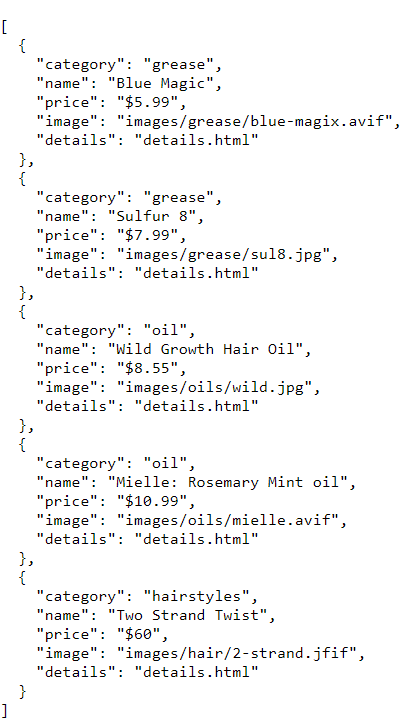 [
  {
    "category": "grease",
    "name": "Blue Magic",
    "price": "$5.99",
    "image": "images/grease/blue-magix.avif",
    "details": "details.html"
  },
  {
    "category": "grease",
    "name": "Sulfur 8",
    "price": "$7.99",
    "image": "images/grease/sul8.jpg",
    "details": "details.html"
  },
  {
    "category": "oil",
    "name": "Wild Growth Hair Oil",
    "price": "$8.55",
    "image": "images/oils/wild.jpg",
    "details": "details.html"
  },
  {
    "category": "oil",
    "name": "Mielle: Rosemary Mint oil",
    "price": "$10.99",
    "image": "images/oils/mielle.avif",
    "details": "details.html"
  },
  {
    "category": "hairstyles",
    "name": "Two Strand Twist",
    "price": "$60",
    "image": "images/hair/2-strand.jfif",
    "details": "details.html"
  }
]